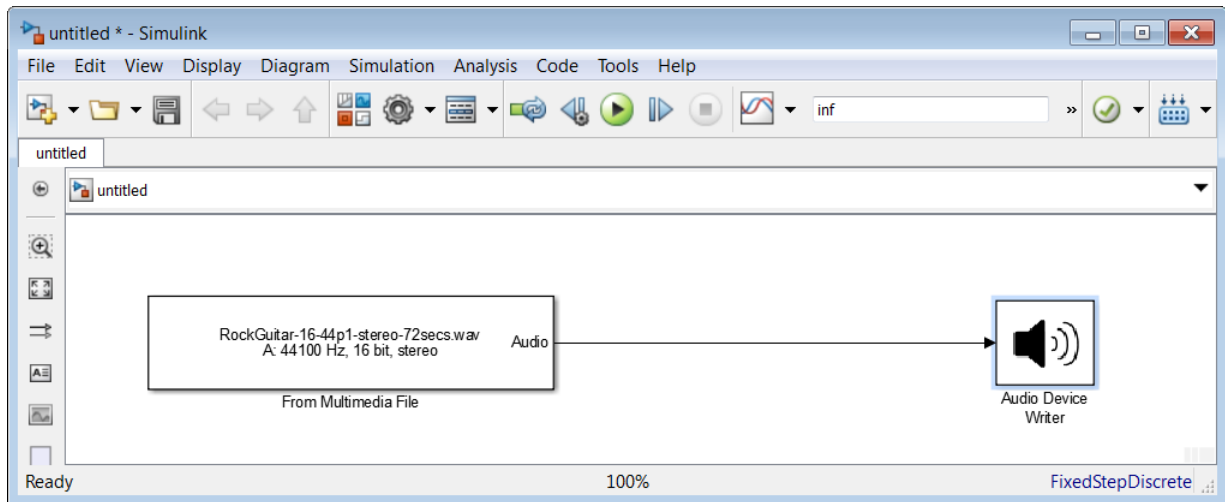 untitled * - Simulink
File Edit View Display Diagram Simulation Analysis Code Tools Help
inf »
untitled
untitled
RockGuitar-16-44p1-stereo-72secs.wav
A: 44100 Hz, 16 bit, stereo
Audio
From Multimedia File
Audio Device
Writer
Ready 100% FixedStepDiscrete